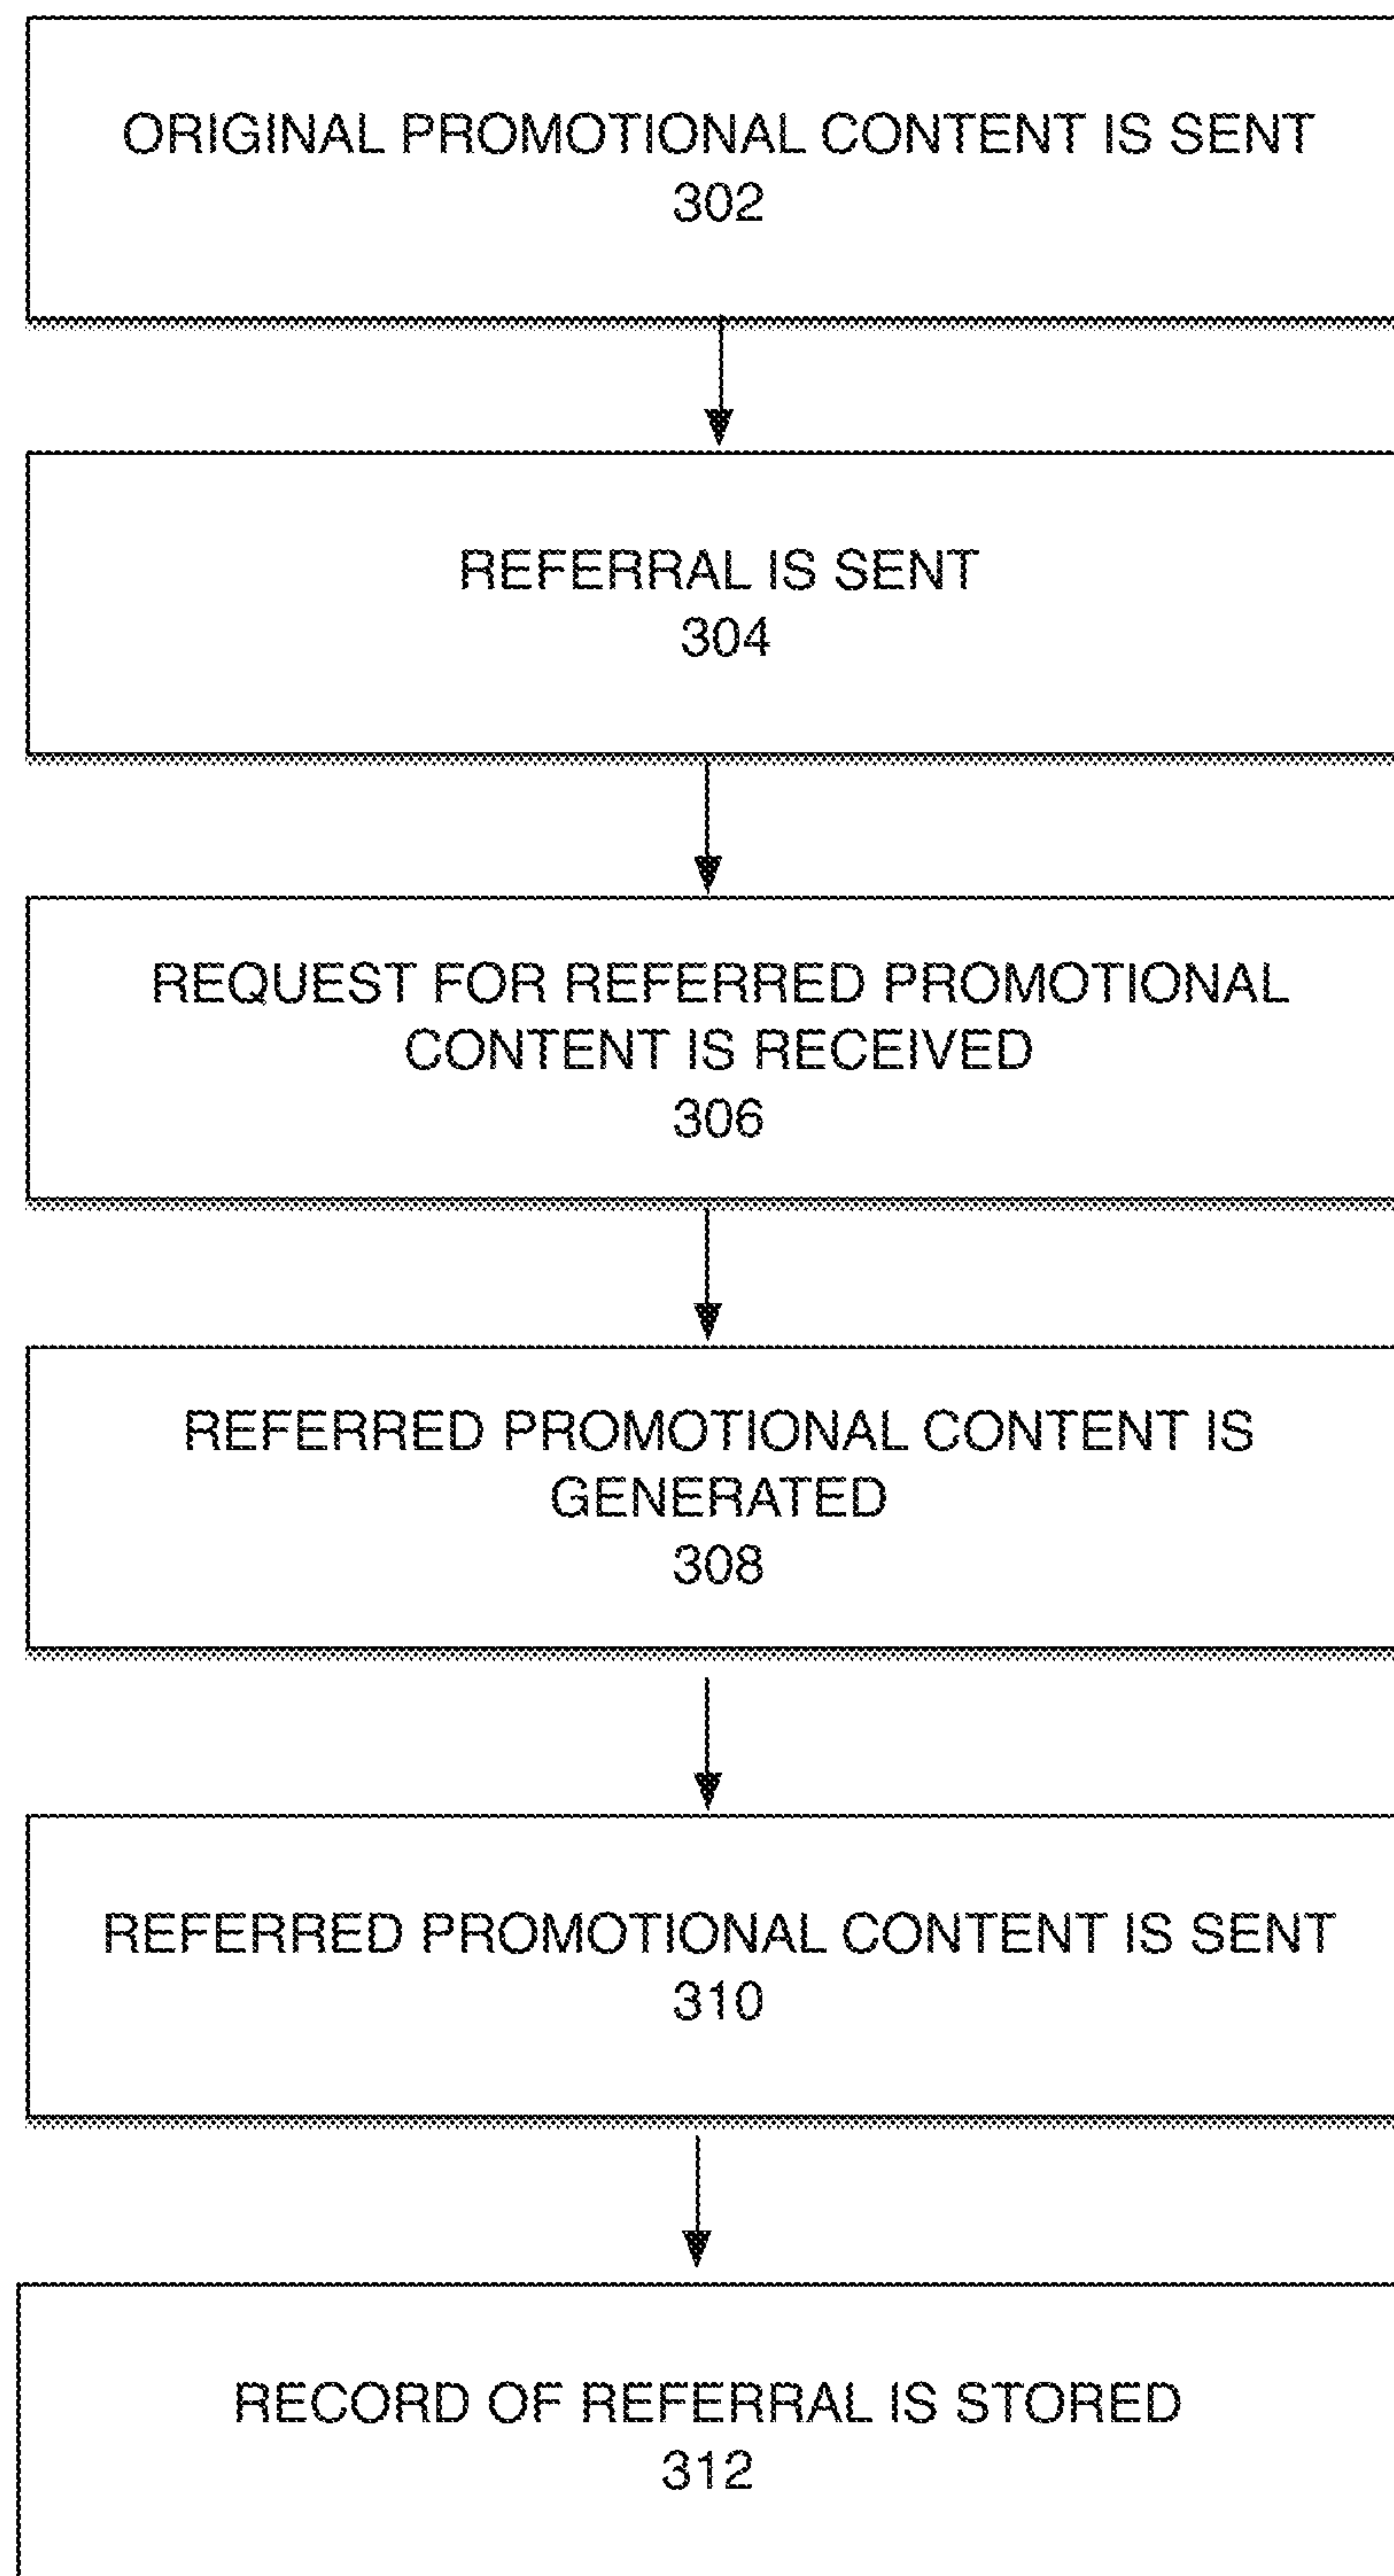 ORIGINAL PROMOTIONAL CONTENT IS SENT
302
REFERRAL IS SENT
304
REQUEST FOR REFERRED PROMOTIONAL
CONTENT IS RECEIVED
306
REFERRED PROMOTIONAL CONTENT IS
GENERATED
308
REFERRED PROMOTIONAL CONTENT IS SENT
310
RECORD OF REFERRAL IS STORED
312